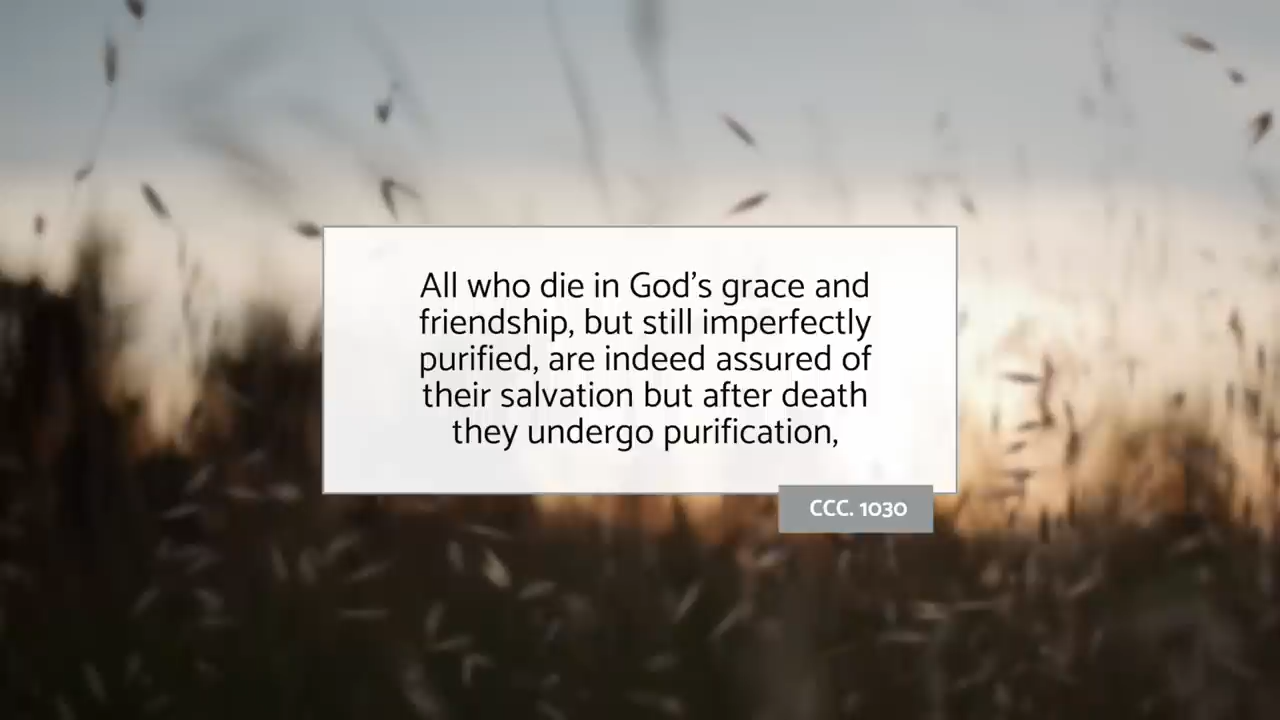 All who die in God’s grace and
friendship, but still imperfectly
purified, are indeed assured of
their salvation but after death
they undergo purification,
CCC. 1030